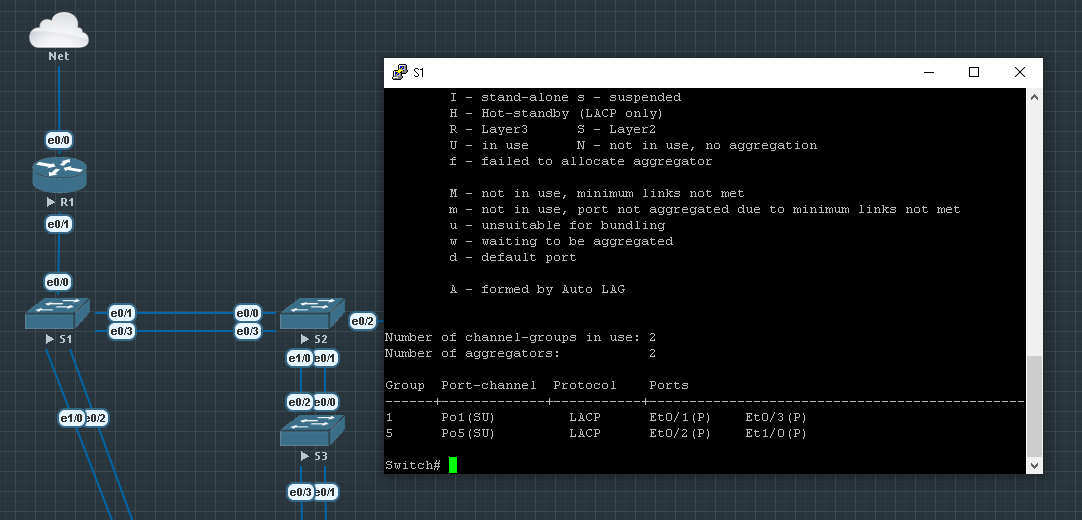 Net
e0/0
R1
e0/1
e0/0
S1
e0/1
e0/3
e0/0
e0/3
S2
e0/2
e1/0
e0/1
e0/2
e0/0
S3
e0/3
e0/1
e1/0
e0/2
S1
I - stand-alone s - suspended
H - Hot-standby (LACP only)
R - Layer3 S - Layer2
U - in use N - not in use, no aggregation
f - failed to allocate aggregator
M - not in use, minimum links not met
m - not in use, port not aggregated due to minimum links not met
u - unsuitable for bundling
w - waiting to be aggregated
d - default port
A - formed by Auto LAG
Number of channel-groups in use: 2
Number of aggregators: 2
Group Port-channel Protocol Ports
------+-------------+-----------+-----------------------------------------------
1 Po1(SU) LACP Et0/1(P) Et0/3(P)
5 Po5(SU) LACP Et0/2(P) Et1/0(P)
Switch#